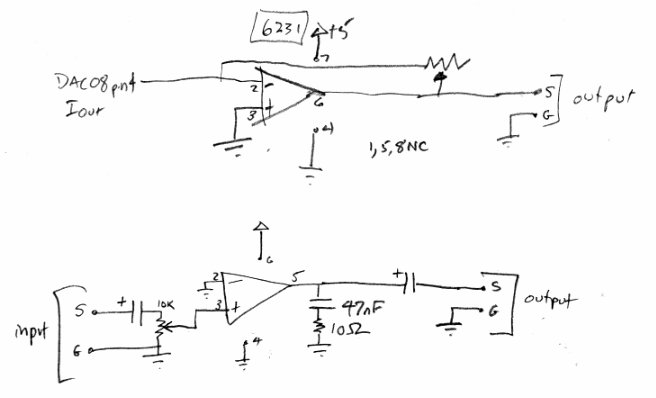 6231
+5
7
DAC08 pin4
Iout
2
-
6
3
+
4
S
G
output
1,5,8 NC
6
input
S
G
+
10K
2
-
5
3
+
4
47nF
10Ω
+
S
G
output